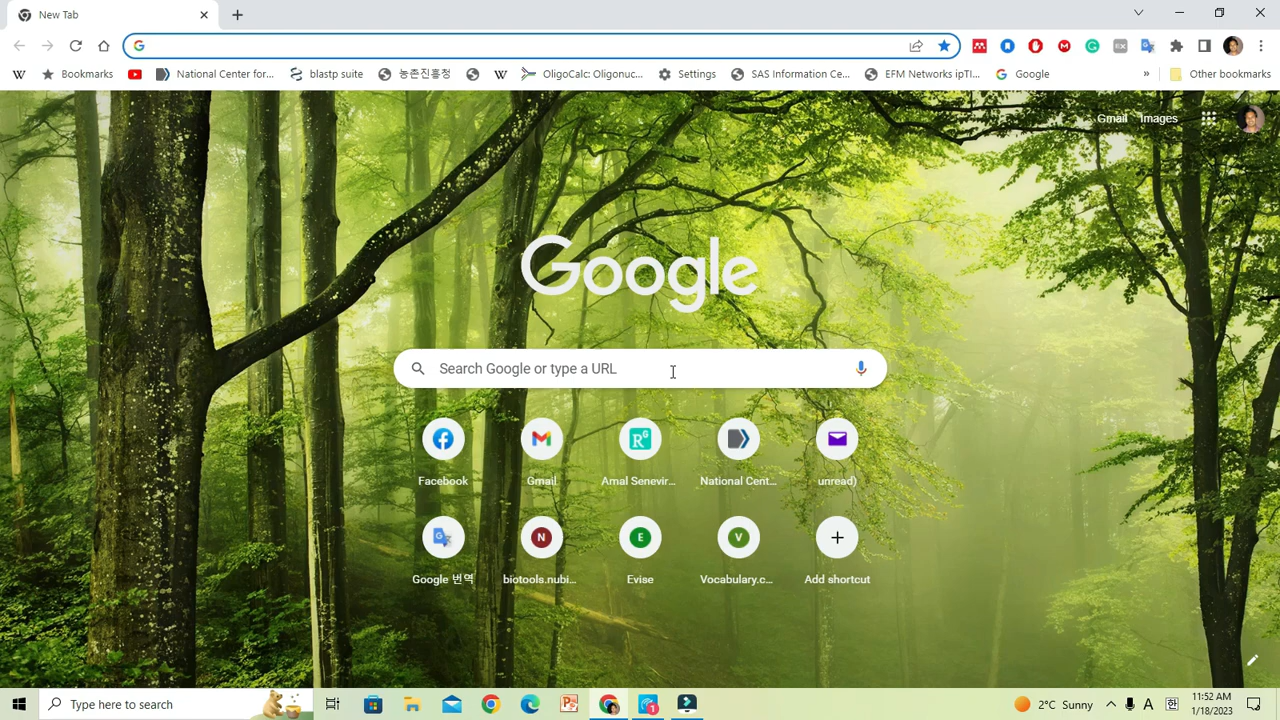 New Tab
Bookmarks
National Center for...
blastp suite
농촌진흥청
OligoCalc: Oligonuc...
Settings
SAS Information Ce...
EFM Networks ipTI...
Google
»
Other bookmarks
Gmail
Images
Google
Search Google or type a URL
Facebook
Gmail
Amal Senevir...
National Cent...
unread)
Google 번역
biotools.nubi...
Evise
Vocabulary.c...
Add shortcut
Type here to search
2°C Sunny
A
한
11:52 AM
1/18/2023